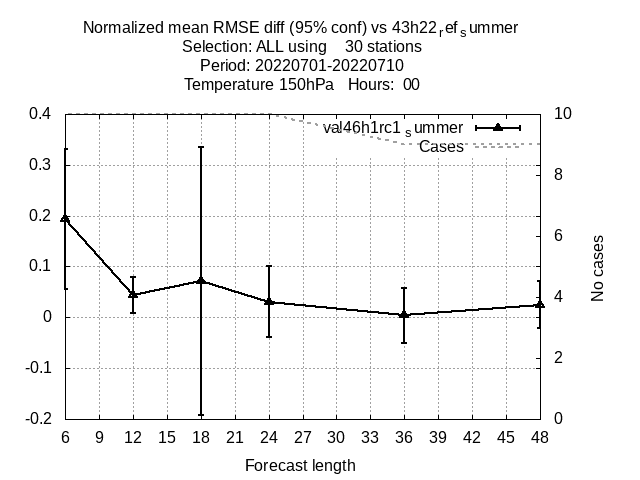 Normalized mean RMSE diff (95% conf) vs 43h22ref summer
Selection: ALL using    30 stations
Period: 20220701-20220710
Temperature 150hPa   Hours:  00
0.4
0.3
0.2
0.1
0
-0.1
-0.2
10
8
6
4
2
0
val46h1rc1summer
Cases
No cases
6 9 12 15 18 21 24 27 30 33 36 39 42 45 48
Forecast length